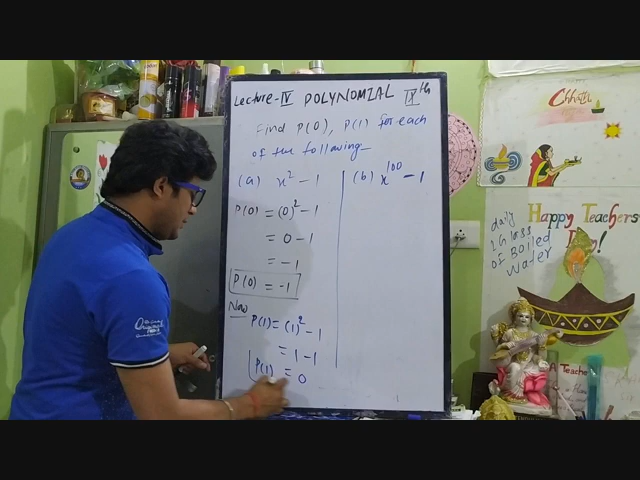 Lecture-IV POLYNOMIAL IXth
Find P(0), P(1) for each
of the following-
(a) x² - 1
P(0) = (0)² - 1
= 0 - 1
= -1
P(0) = -1
Now
P(1) = (1)² - 1
= 1 - 1
P(1) = 0
(b) x¹⁰⁰ - 1
Chhath
Happy Teachers
Day!
daily
2 Glass
OF BOILED
Water
A Teacher